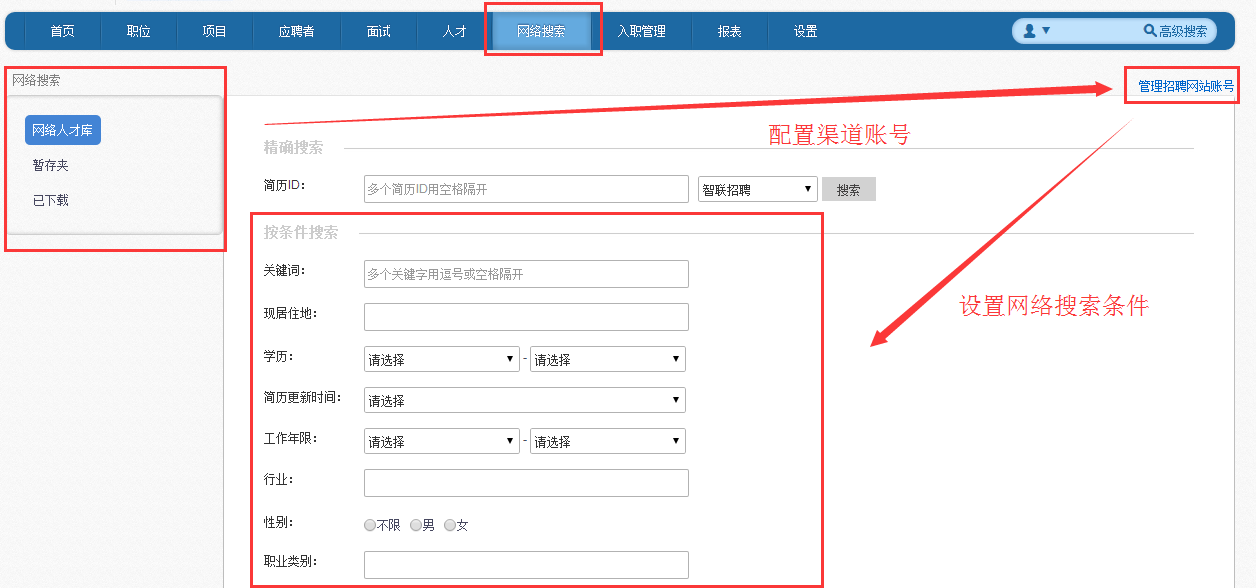 首页 职位 项目 应聘者 面试 人才 网络搜索 入职管理 报表 设置 高级搜索
网络搜索
管理招聘网站账号
网络人才库
暂存夹
已下载
配置渠道账号
精确搜索
简历ID: 多个简历ID用空格隔开 智联招聘 搜索
按条件搜索
关键词: 多个关键字用逗号或空格隔开
现居住地:
设置网络搜索条件
学历: 请选择 - 请选择
简历更新时间: 请选择
工作年限: 请选择 - 请选择
行业:
性别: 不限 男 女
职业类别: